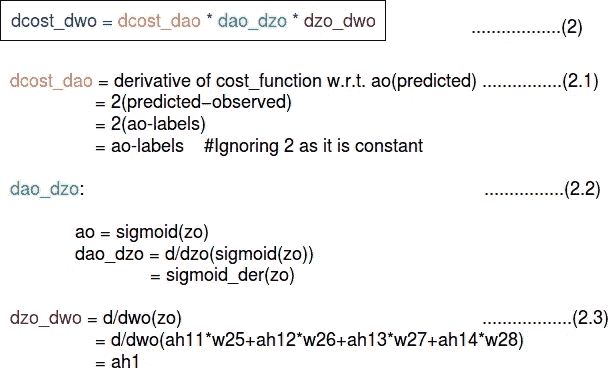 dcost_dwo = dcost_dao * dao_dzo * dzo_dwo ..................(2)
dcost_dao = derivative of cost_function w.r.t. ao(predicted) ................(2.1)
= 2(predicted−observed)
= 2(ao-labels)
= ao-labels #Ignoring 2 as it is constant
dao_dzo: ................(2.2)
ao = sigmoid(zo)
dao_dzo = d/dzo(sigmoid(zo))
= sigmoid_der(zo)
dzo_dwo = d/dwo(zo) ..................(2.3)
= d/dwo(ah11*w25+ah12*w26+ah13*w27+ah14*w28)
= ah1